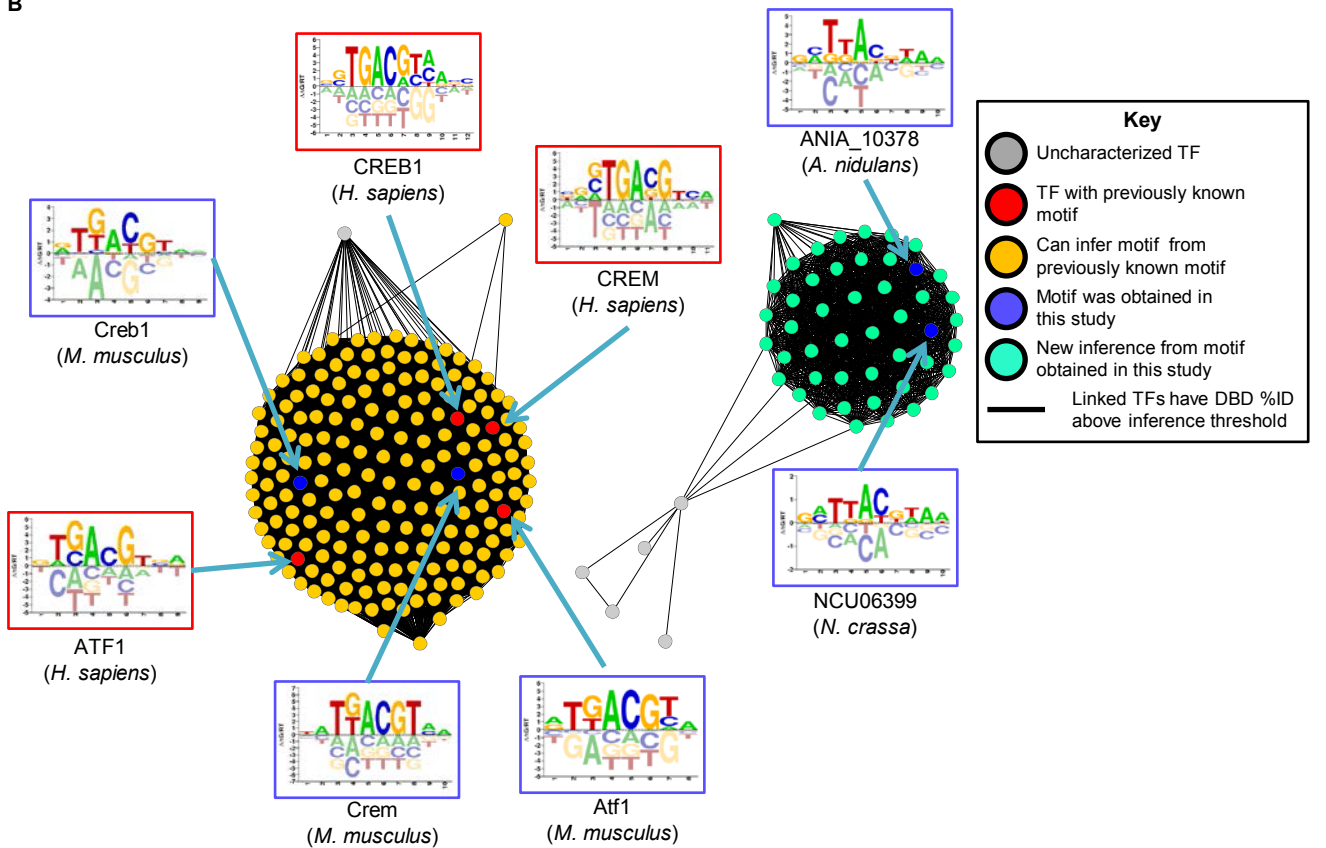 B
CREB1
(H. sapiens)
ANIA_10378
(A. nidulans)
CREM
(H. sapiens)
Creb1
(M. musculus)
Key
Uncharacterized TF
TF with previously known
motif
Can infer motif from
previously known motif
Motif was obtained in
this study
New inference from motif
obtained in this study
Linked TFs have DBD %ID
above inference threshold
ATF1
(H. sapiens)
NCU06399
(N. crassa)
Crem
(M. musculus)
Atf1
(M. musculus)